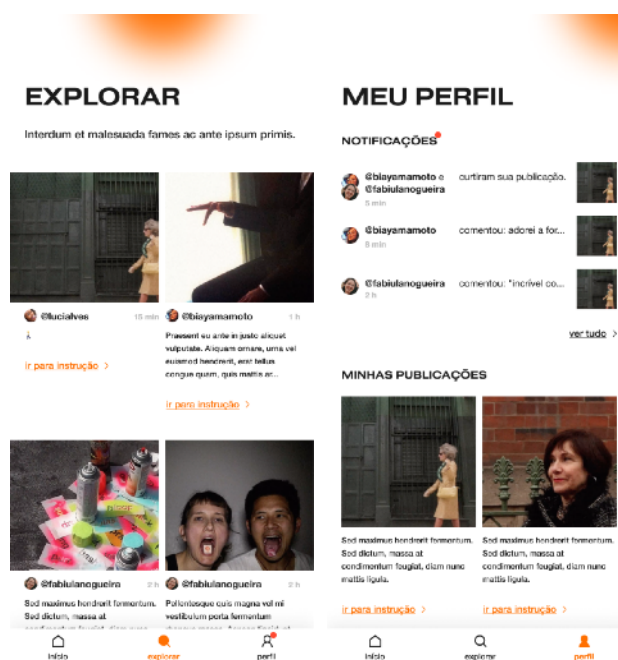 EXPLORAR
Interdum et malesuada fames ac ante ipsum primis.
@lucialves 15 min
ir para instrução >
@biayamamoto 1 h
Praesent eu ante in justo aliquet
vulputate. Aliquam ornare, urna vel
euismod hendrerit, erat tellus
congue quam, quis mattis ar...
ir para instrução >
@fabiulanogueira 2 h
Sed maximus hendrerit fermentum.
Sed dictum, massa at
condimentum feugiat, diam nunc
@fabiulanogueira 2 h
Pellentesque quis magna vel mi
vestibulum porta fermentum
início
explorar
perfil
MEU PERFIL
NOTIFICAÇÕES
@biayamamoto e curtiram sua publicação.
@fabiulanogueira
5 min
@biayamamoto comentou: adorei a for...
8 min
@fabiulanogueira comentou: "incrível co...
2 h
ver tudo >
MINHAS PUBLICAÇÕES
Sed maximus hendrerit fermentum.
Sed dictum, massa at
condimentum feugiat, diam nunc
mattis ligula.
ir para instrução >
Sed maximus hendrerit fermentum.
Sed dictum, massa at
condimentum feugiat, diam nunc
mattis ligula.
ir para instrução >
início
explorar
perfil